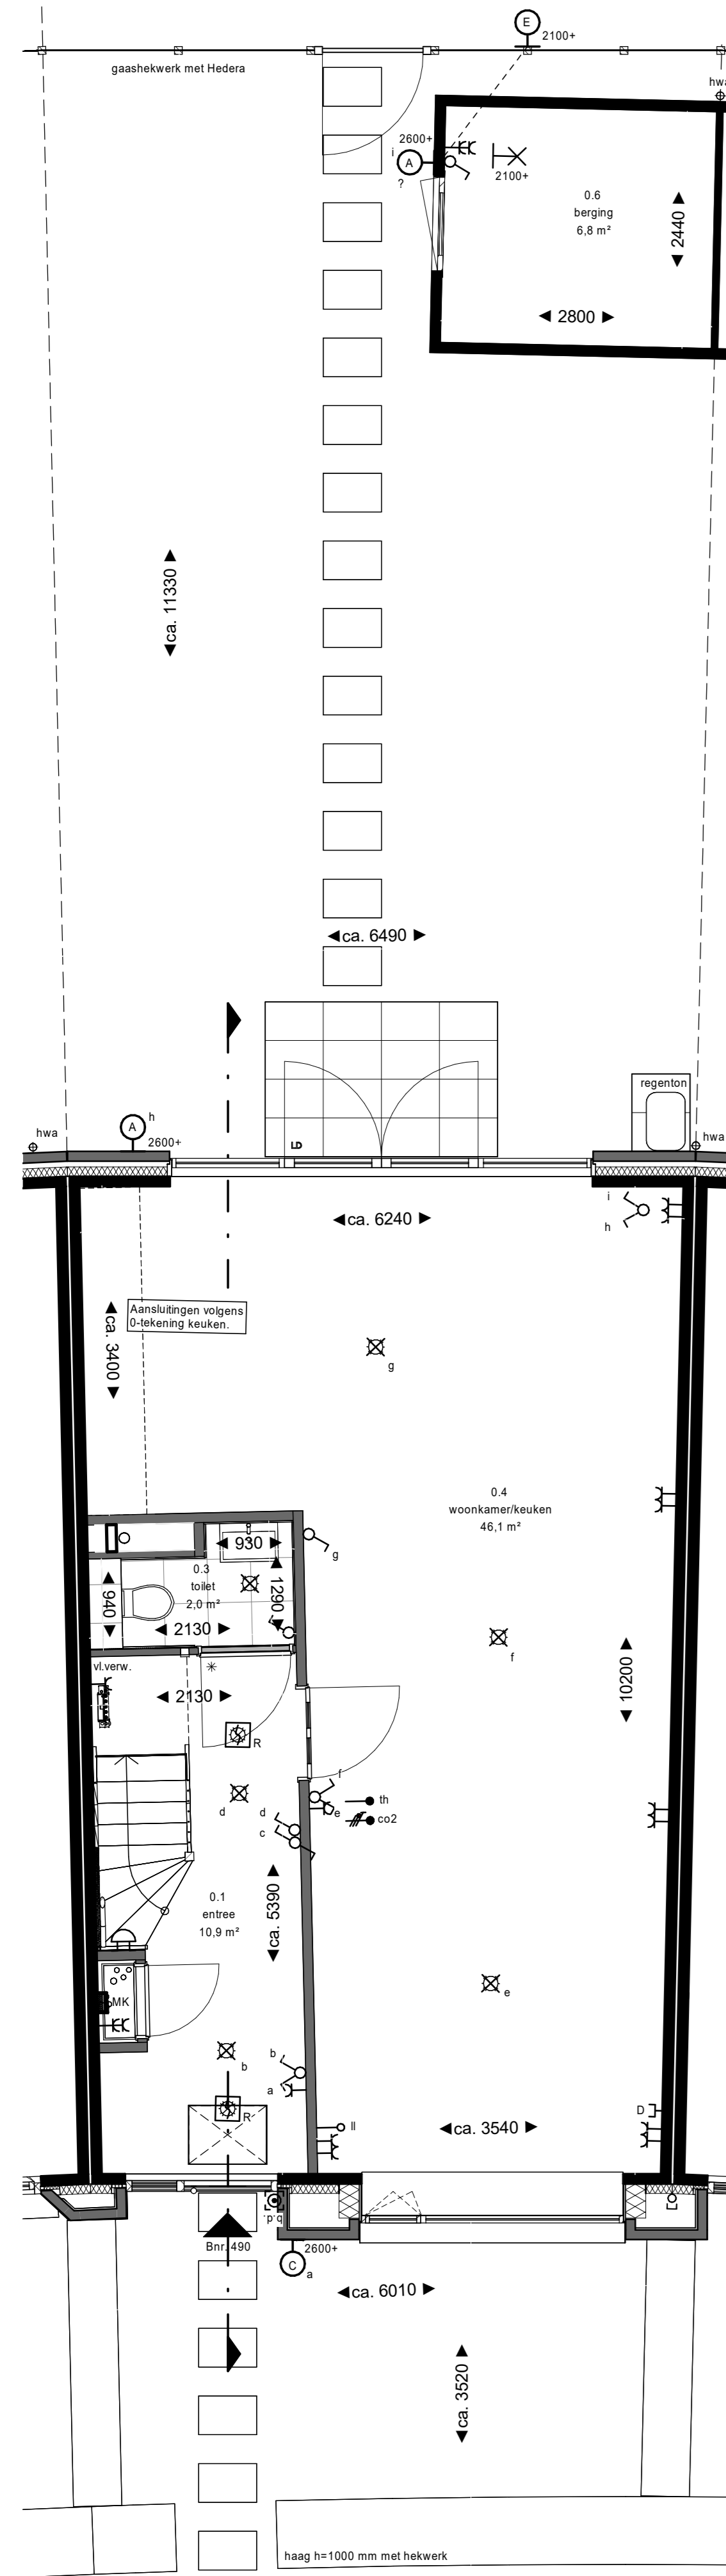 E
2100+
gaashekwerk met Hedera
hwa
2600+
i
A
?
2100+
0.6
berging
6,8 m²
2440
2800
ca. 11330
ca. 6490
regenton
h
A
2600+
hwa
hwa
LD
ca. 6240
i
h
Aansluitingen volgens
0-tekening keuken.
ca. 3400
g
0.4
woonkamer/keuken
46,1 m²
g
930
0.3
toilet
2,0 m²
1290
940
2130
f
vl.verw.
2130
10200
R
f
th
e
co2
d
d
c
0.1
entree
10,9 m²
ca. 5390
e
MK
b
b
a
R
D
ll
ca. 3540
b.d.
Bnr. 490
2600+
C
a
ca. 6010
ca. 3520
haag h=1000 mm met hekwerk